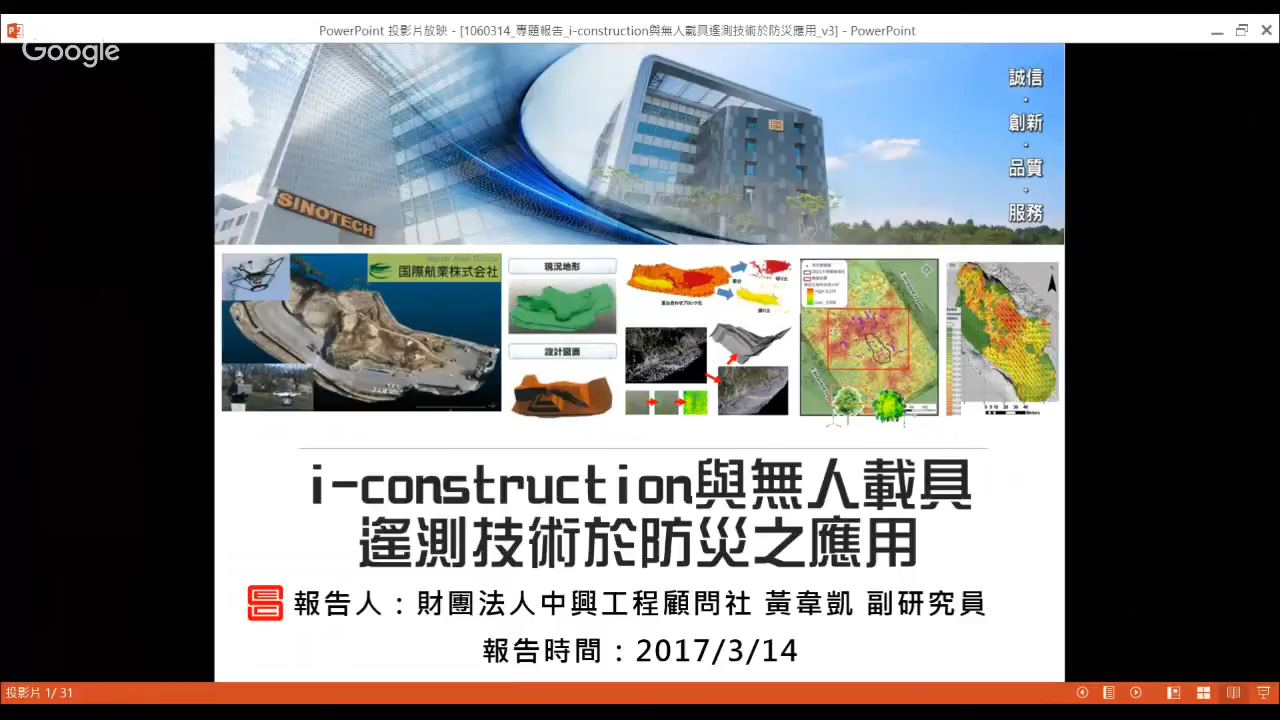 PowerPoint 投影片放映 - [1060314_專題報告_i-construction與無人載具遙測技術於防災應用_v3] - PowerPoint
Google
誠信
創新
品質
服務
SINOTECH
国際航業株式会社
現況地形
設計図面
i-construction與無人載具
遙測技術於防災之應用
報告人：財團法人中興工程顧問社 黃韋凱 副研究員
報告時間：2017/3/14
投影片 1/ 31